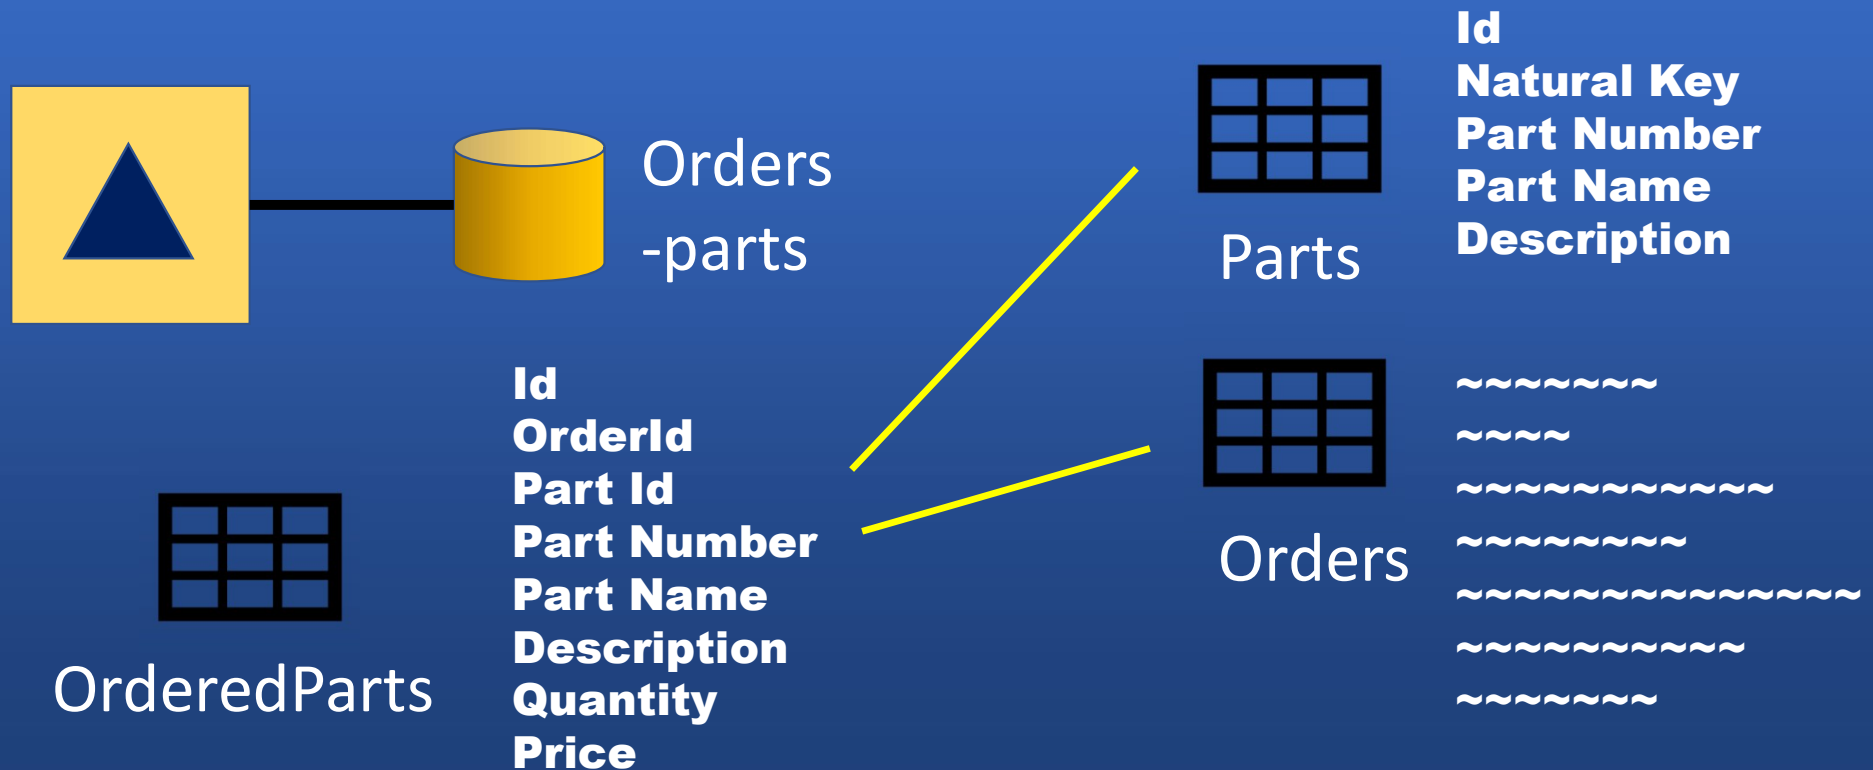 Orders
-parts
Id
Natural Key
Part Number
Part Name
Description
Parts
Id
OrderId
Part Id
Part Number
Part Name
Description
Quantity
Price
OrderedParts
Orders
~~~~~~~
~~~~
~~~~~~~~~~~
~~~~~~~~
~~~~~~~~~~~~~~
~~~~~~~~~~
~~~~~~~